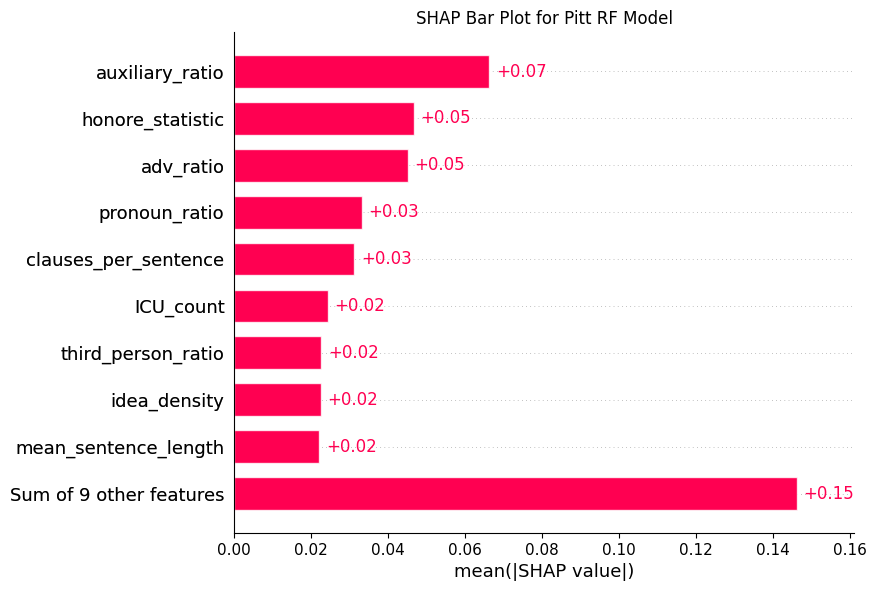 SHAP Bar Plot for Pitt RF Model
auxiliary_ratio +0.07
honore_statistic +0.05
adv_ratio +0.05
pronoun_ratio +0.03
clauses_per_sentence +0.03
ICU_count +0.02
third_person_ratio +0.02
idea_density +0.02
mean_sentence_length +0.02
Sum of 9 other features +0.15
0.00 0.02 0.04 0.06 0.08 0.10 0.12 0.14 0.16
mean(|SHAP value|)